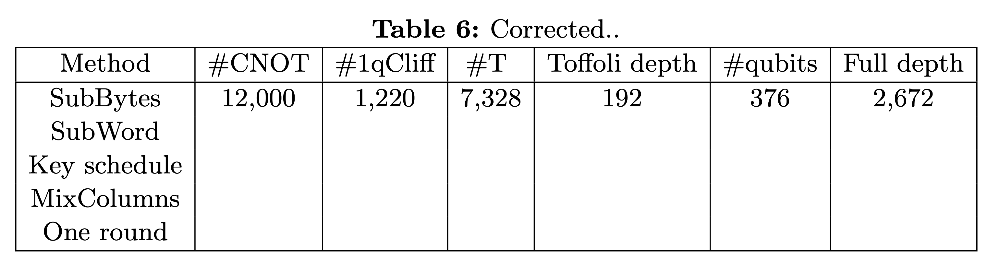 Table 6: Corrected..
Method #CNOT #1qCliff #T Toffoli depth #qubits Full depth
SubBytes 12,000 1,220 7,328 192 376 2,672
SubWord
Key schedule
MixColumns
One round